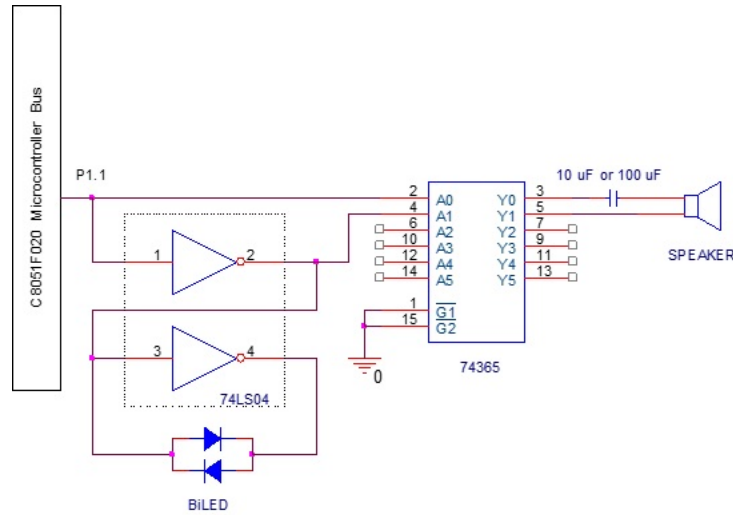 C8051F020 Microcontroller Bus
P1.1
1
2
3
4
74LS04
BiLED
2
4
6
10
12
14
1
15
A0
A1
A2
A3
A4
A5
G1
G2
Y0
Y1
Y2
Y3
Y4
Y5
3
5
7
9
11
13
74365
0
10 uF or 100 uF
SPEAKER